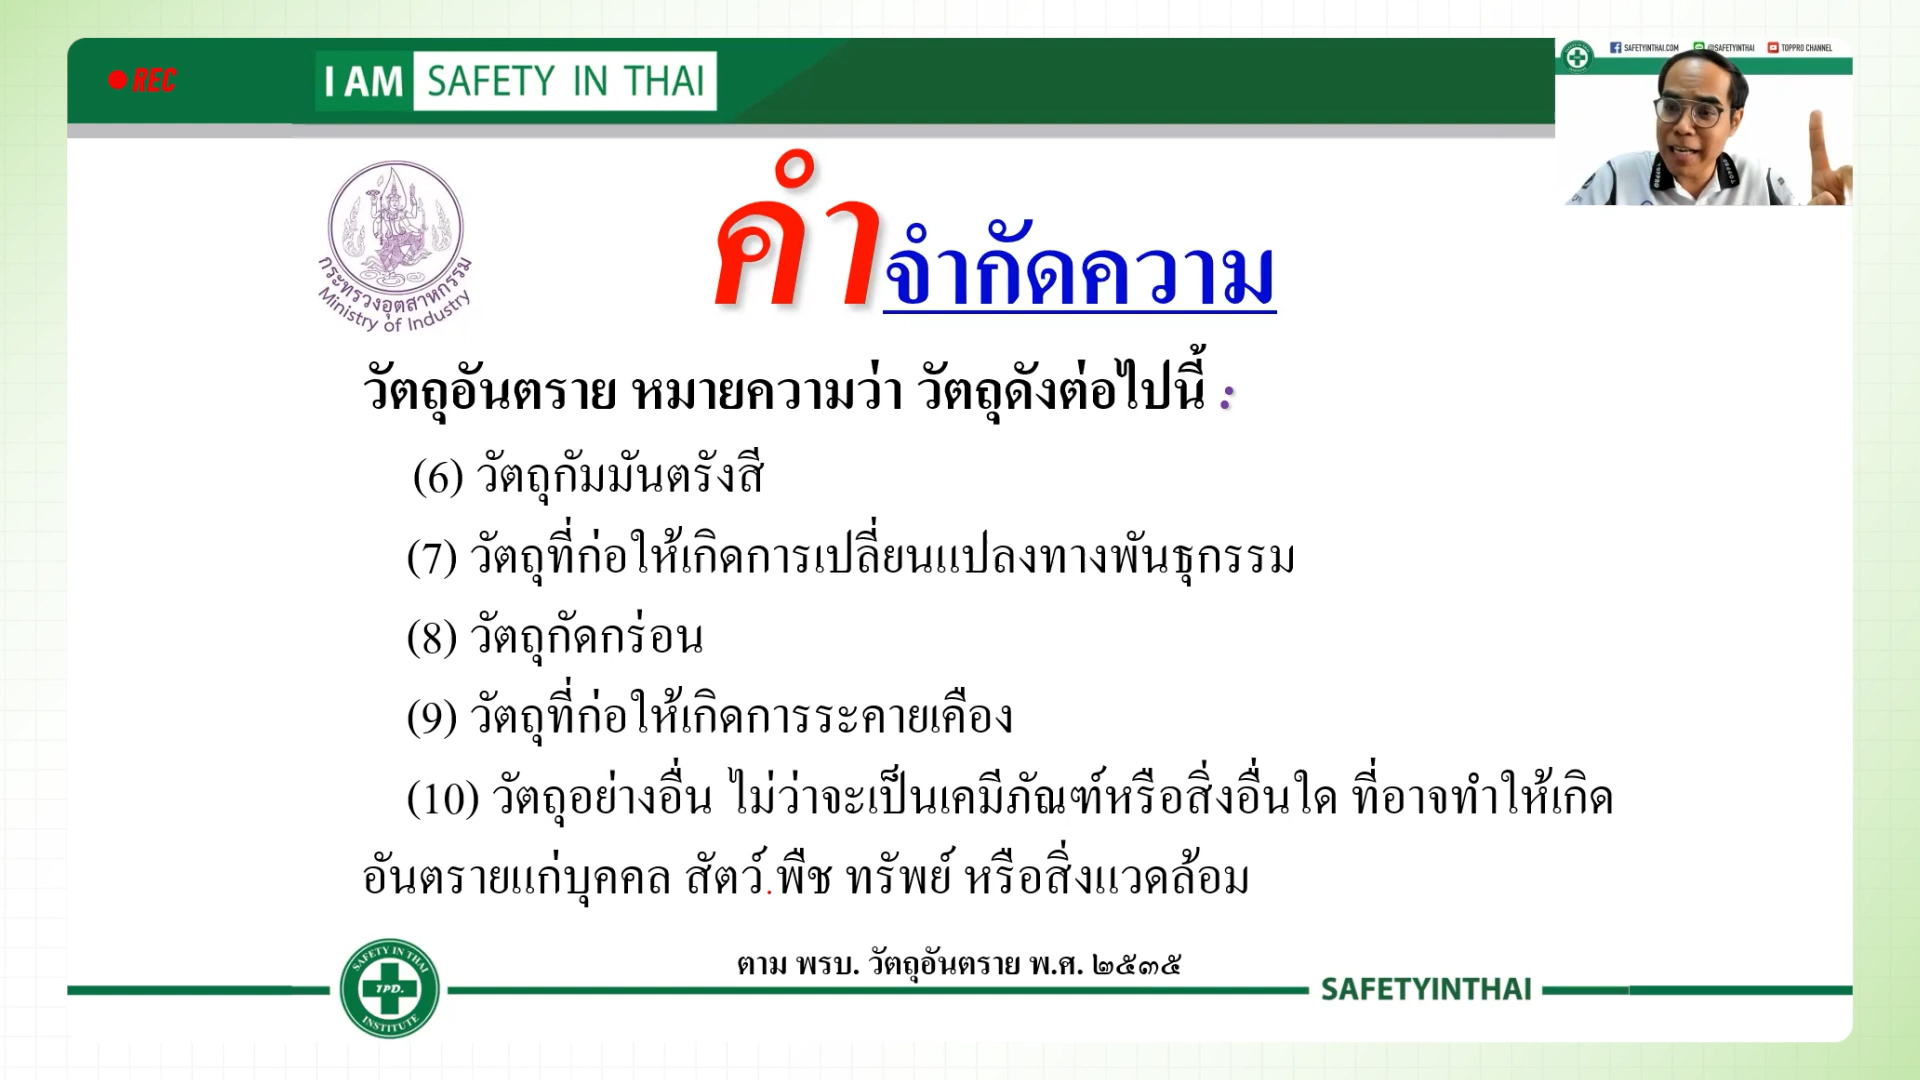 REC
I AM SAFETY IN THAI
SAFETYINTHAI.COM @SAFETYINTHAI TOPPRO CHANNEL
กระทรวงอุตสาหกรรม
Ministry of Industry
คำจำกัดความ
วัตถุอันตราย หมายความว่า วัตถุดังต่อไปนี้ :
(6) วัตถุกัมมันตรังสี
(7) วัตถุที่ก่อให้เกิดการเปลี่ยนแปลงทางพันธุกรรม
(8) วัตถุกัดกร่อน
(9) วัตถุที่ก่อให้เกิดการระคายเคือง
(10) วัตถุอย่างอื่น ไม่ว่าจะเป็นเคมีภัณฑ์หรือสิ่งอื่นใด ที่อาจทำให้เกิด
อันตรายแก่บุคคล สัตว์ พืช ทรัพย์ หรือสิ่งแวดล้อม
ตาม พรบ. วัตถุอันตราย พ.ศ. ๒๕๓๕
SAFETY IN THAI
TPD.
INSTITUTE
SAFETYINTHAI